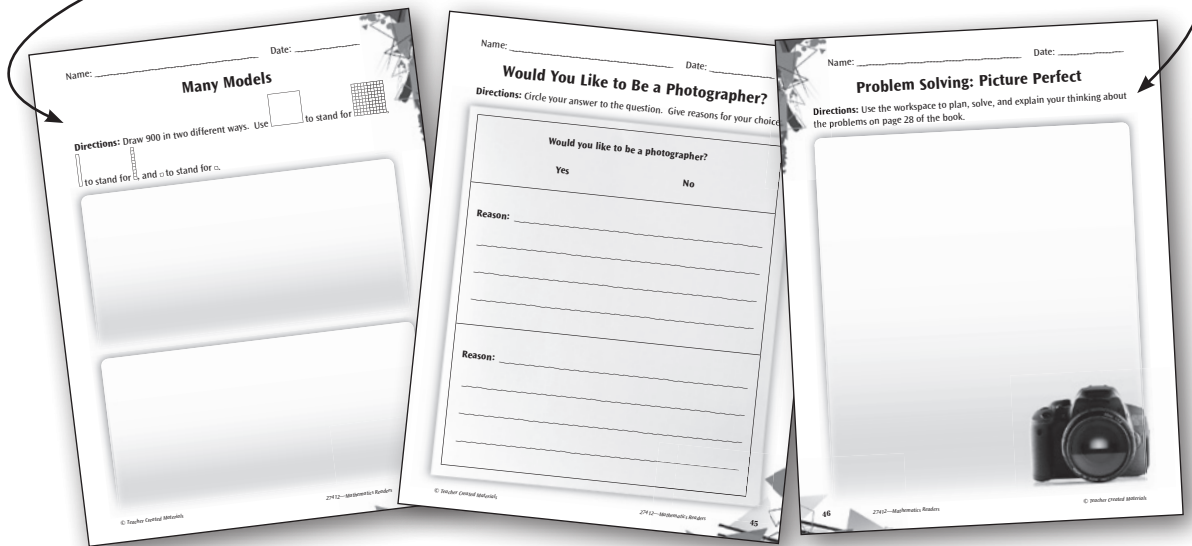 Name: Date:
Many Models
Directions: Draw 900 in two different ways. Use to stand for
to stand for , and to stand for .
© Teacher Created Materials
27412—Mathematics Readers
Name: Date:
Would You Like to Be a Photographer?
Directions: Circle your answer to the question. Give reasons for your choice
Would you like to be a photographer?
Yes No
Reason:
Reason:
© Teacher Created Materials
27412—Mathematics Readers
45
Name: Date:
Problem Solving: Picture Perfect
Directions: Use the workspace to plan, solve, and explain your thinking about
the problems on page 28 of the book.
46
27412—Mathematics Readers
© Teacher Created Materials